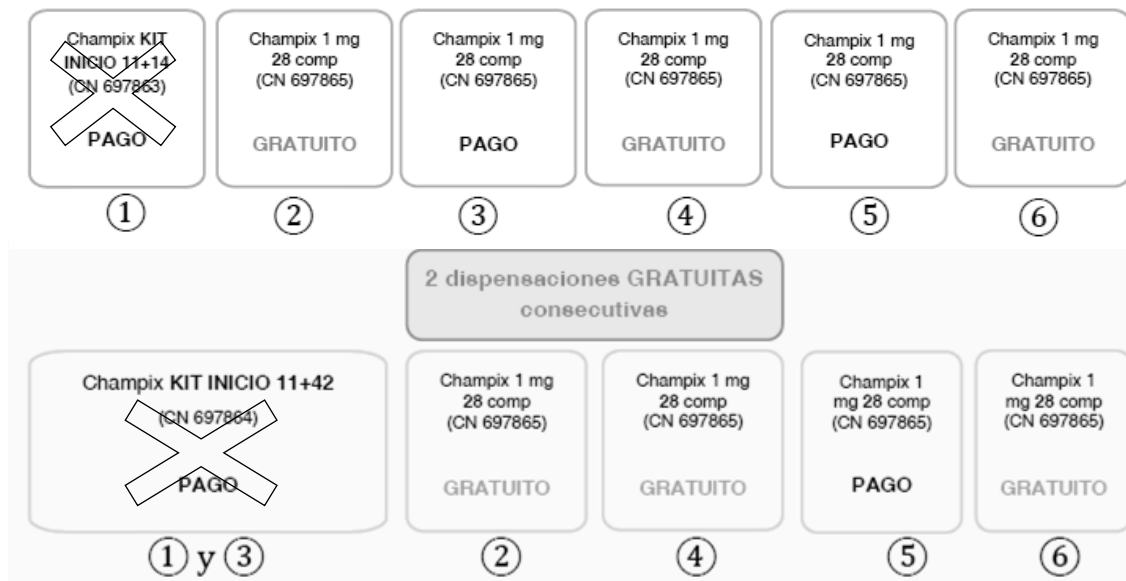 Champix KIT
INICIO 11+14
(CN 697863)
PAGO
Champix 1 mg
28 comp
(CN 697865)
GRATUITO
Champix 1 mg
28 comp
(CN 697865)
PAGO
Champix 1 mg
28 comp
(CN 697865)
GRATUITO
Champix 1 mg
28 comp
(CN 697865)
PAGO
Champix 1 mg
28 comp
(CN 697865)
GRATUITO
①
②
③
④
⑤
⑥
2 dispensaciones GRATUITAS
consecutivas
Champix KIT INICIO 11+42
(CN 697864)
PAGO
Champix 1 mg
28 comp
(CN 697865)
GRATUITO
Champix 1 mg
28 comp
(CN 697865)
GRATUITO
Champix 1
mg 28 comp
(CN 697865)
PAGO
Champix 1
mg 28 comp
(CN 697865)
GRATUITO
① y ③
②
④
⑤
⑥